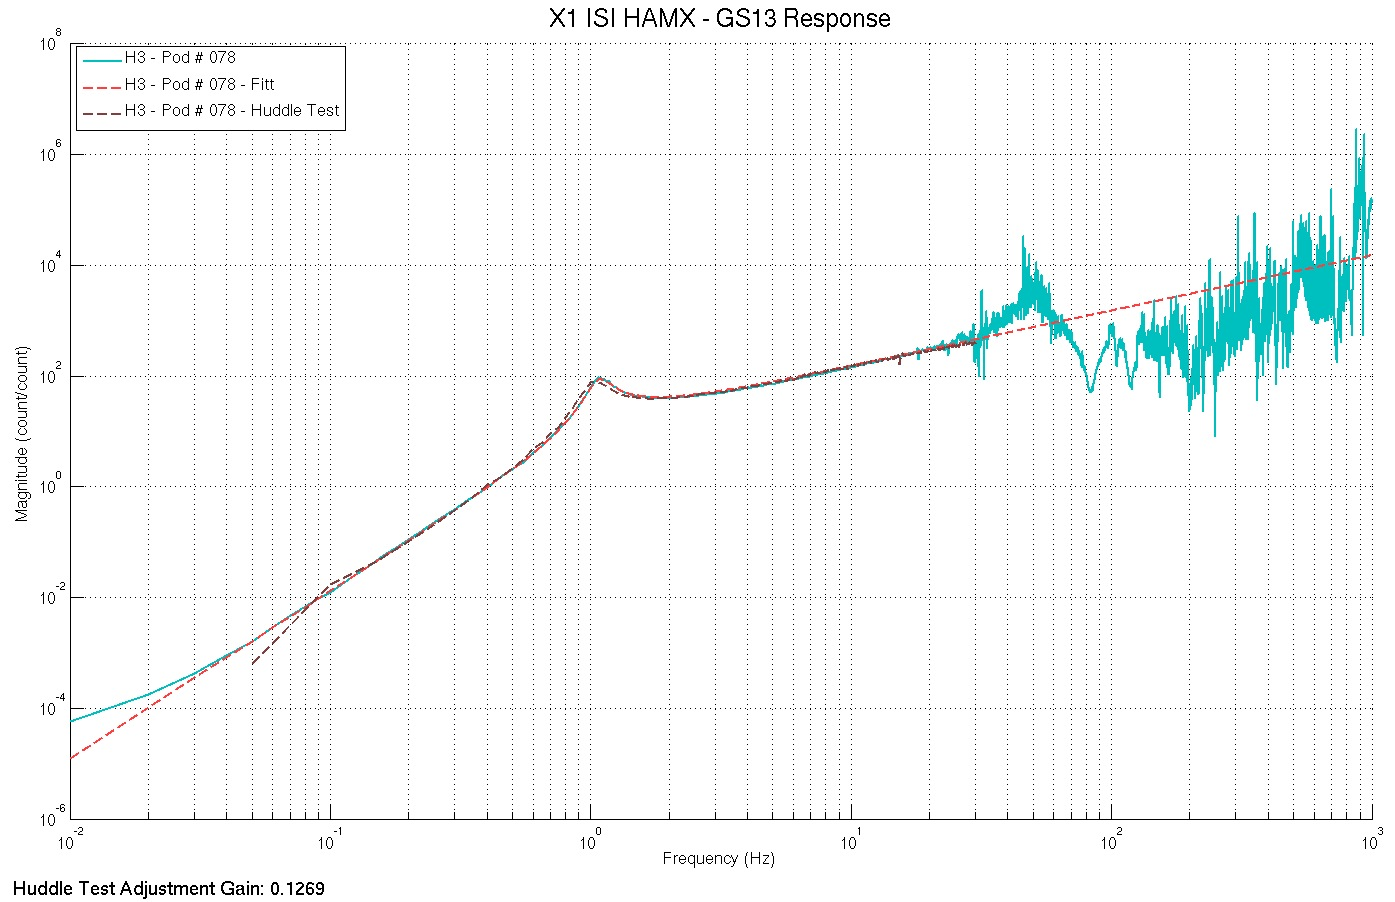 X1 ISI HAMX - GS13 Response
H3 - Pod # 078
H3 - Pod # 078 - Fitt
H3 - Pod # 078 - Huddle Test
Magnitude (count/count)
10^8
10^6
10^4
10^2
10^0
10^-2
10^-4
10^-6
10^-2 10^-1 10^0 10^1 10^2 10^3
Frequency (Hz)
Huddle Test Adjustment Gain: 0.1269